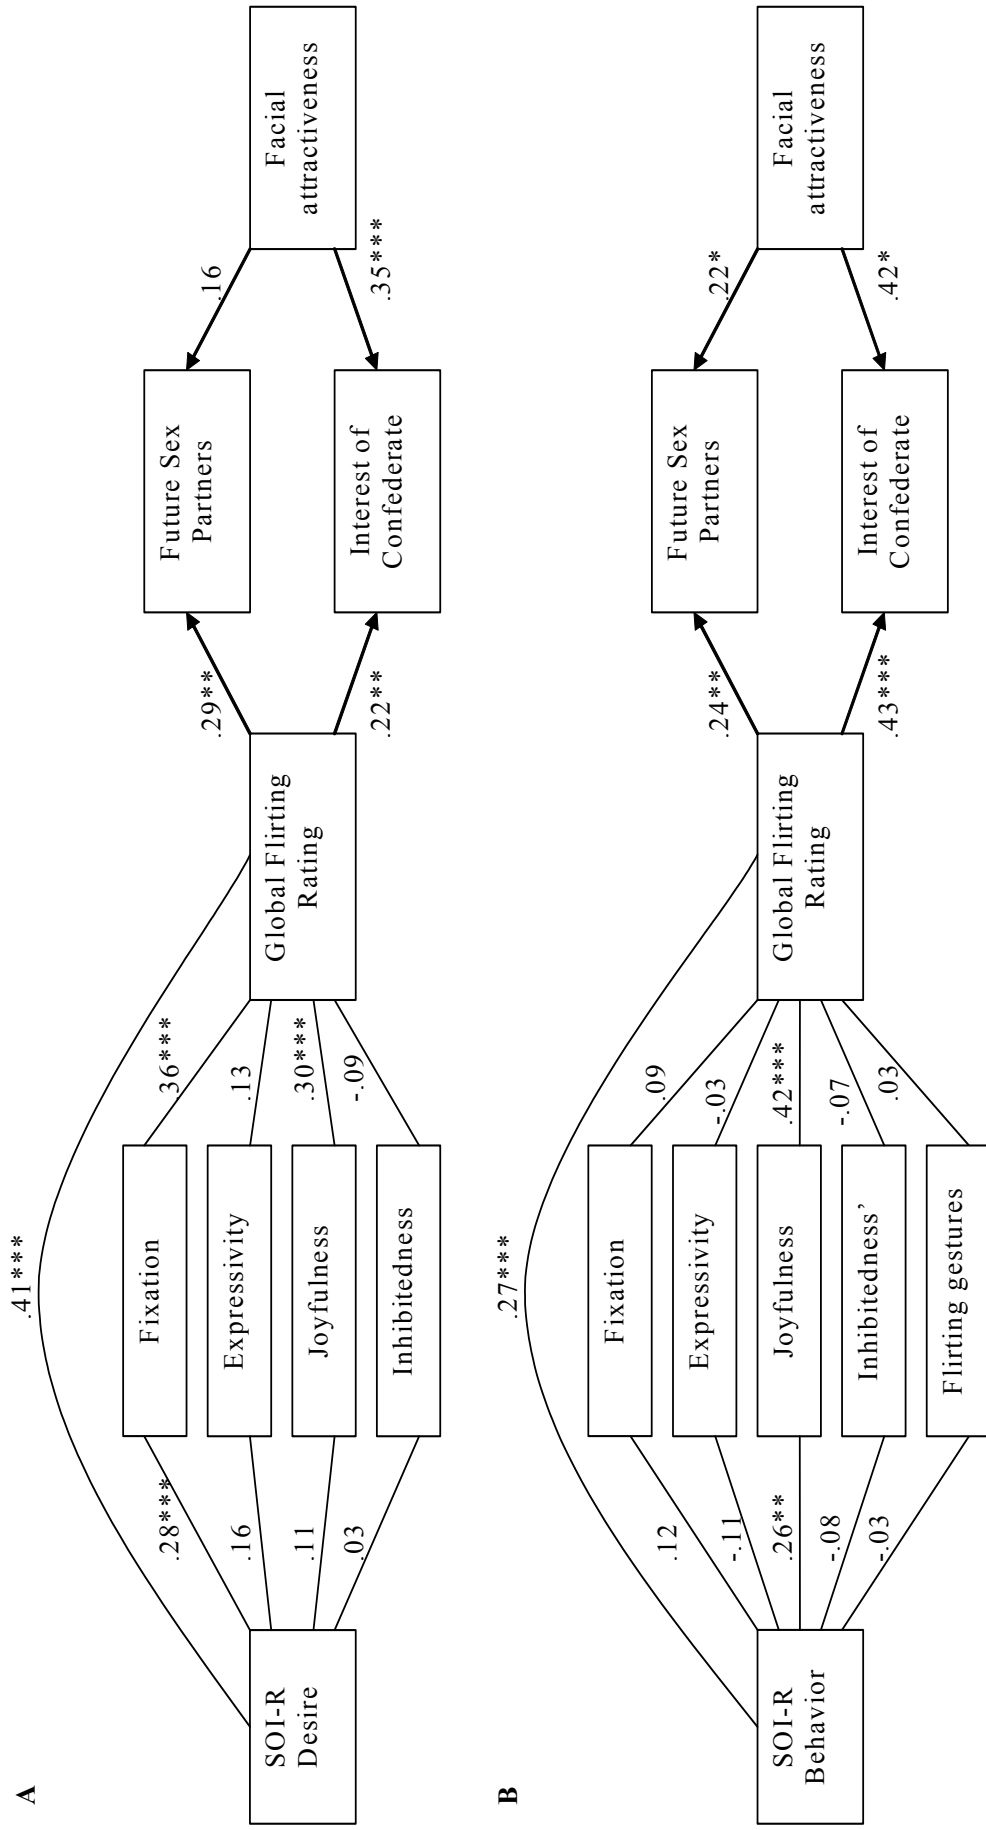 A
SOI-R
Desire
.41***
.28***
.16
.11
.03
Fixation
Expressivity
Joyfulness
Inhibitedness
.36***
.13
.30***
-.09
Global Flirting
Rating
.29**
.22**
Future Sex
Partners
Interest of
Confederate
.16
.35***
Facial
attractiveness
B
SOI-R
Behavior
.27***
.12
-.11
.26**
-.08
-.03
Fixation
Expressivity
Joyfulness
Inhibitedness’
Flirting gestures
.09
-.03
.42***
-.07
.03
Global Flirting
Rating
.24**
.43***
Future Sex
Partners
Interest of
Confederate
.22*
.42*
Facial
attractiveness